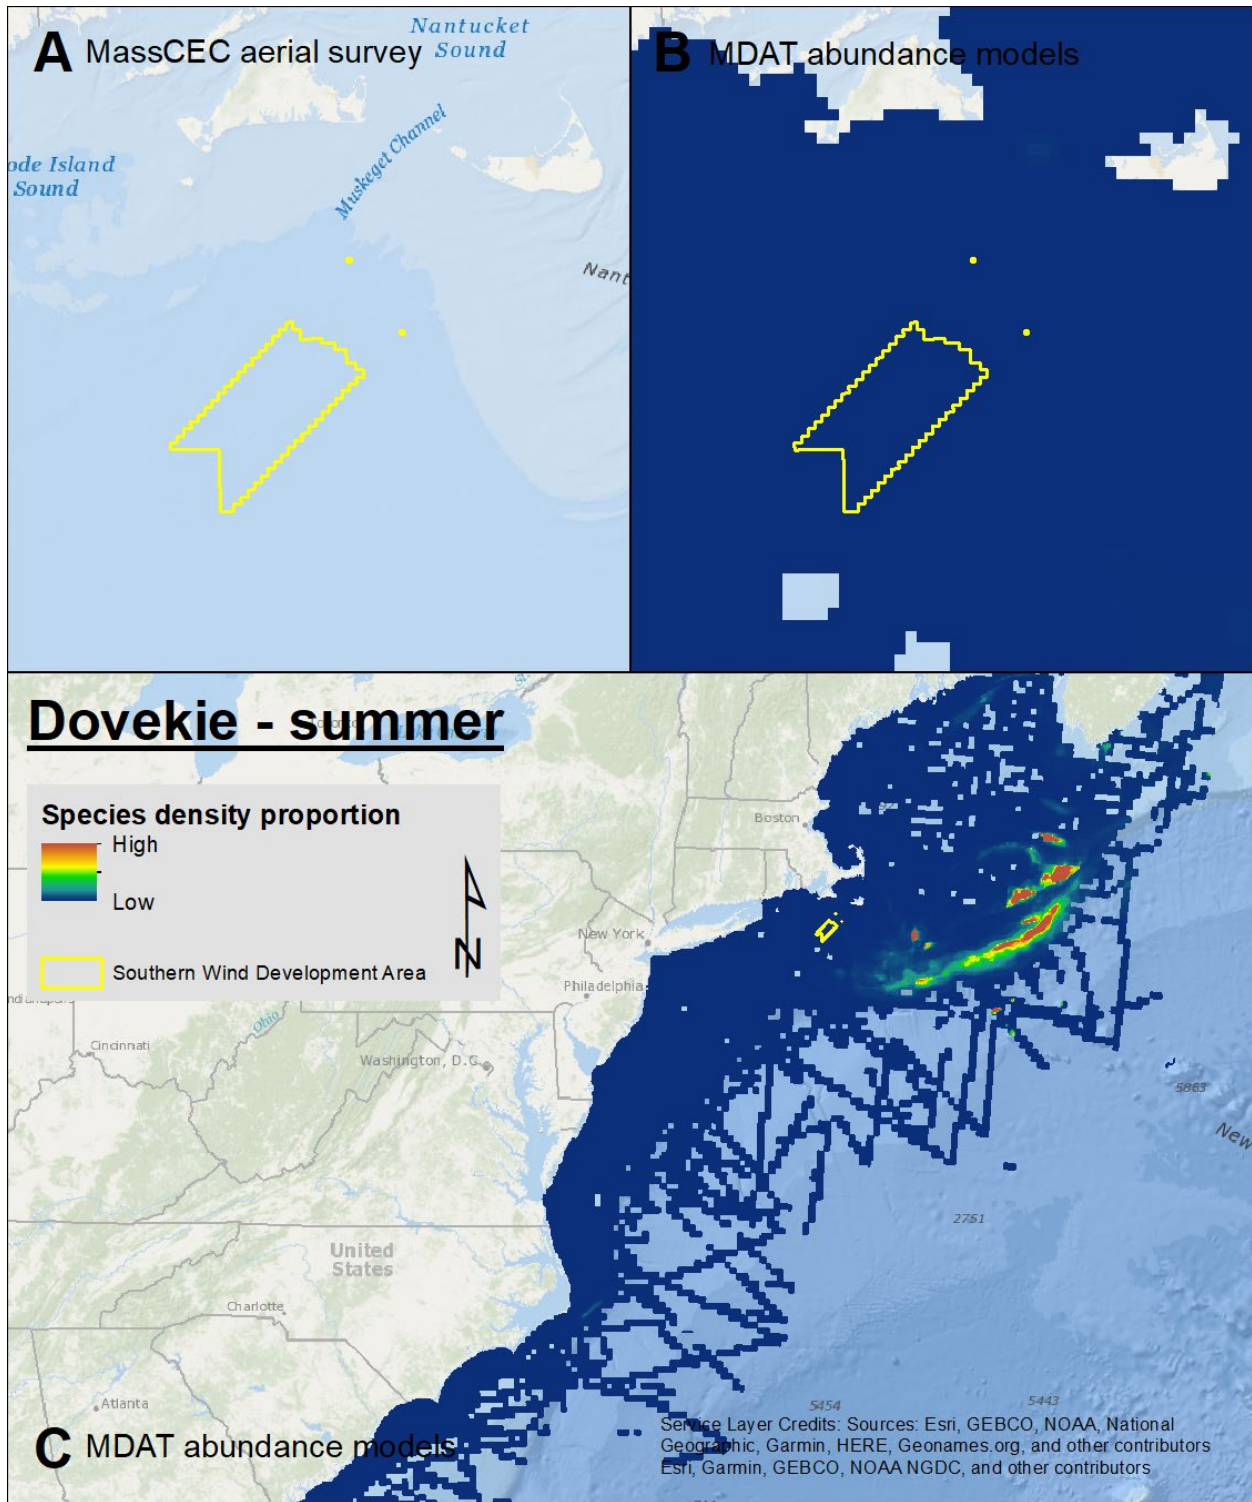 A MassCEC aerial survey
Nantucket
Sound
ode Island
Sound
Muskeget Channel
Nant
B MDAT abundance models
Dovekie - summer
Species density proportion
High
Low
N
Southern Wind Development Area
Boston
New York
Philadelphia
Ohio
Cincinnati
Washington, D.C.
5863
New
2751
United
States
Charlotte
Atlanta
5454
5443
C MDAT abundance models
Service Layer Credits: Sources: Esri, GEBCO, NOAA, National
Geographic, Garmin, HERE, Geonames.org, and other contributors
Esri, Garmin, GEBCO, NOAA NGDC, and other contributors